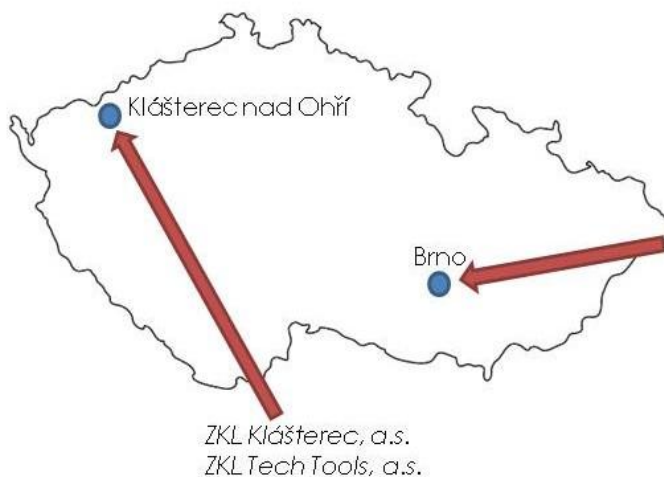 Klášterec nad Ohří
Brno
ZKL Klášterec, a.s.
ZKL Tech Tools, a.s.